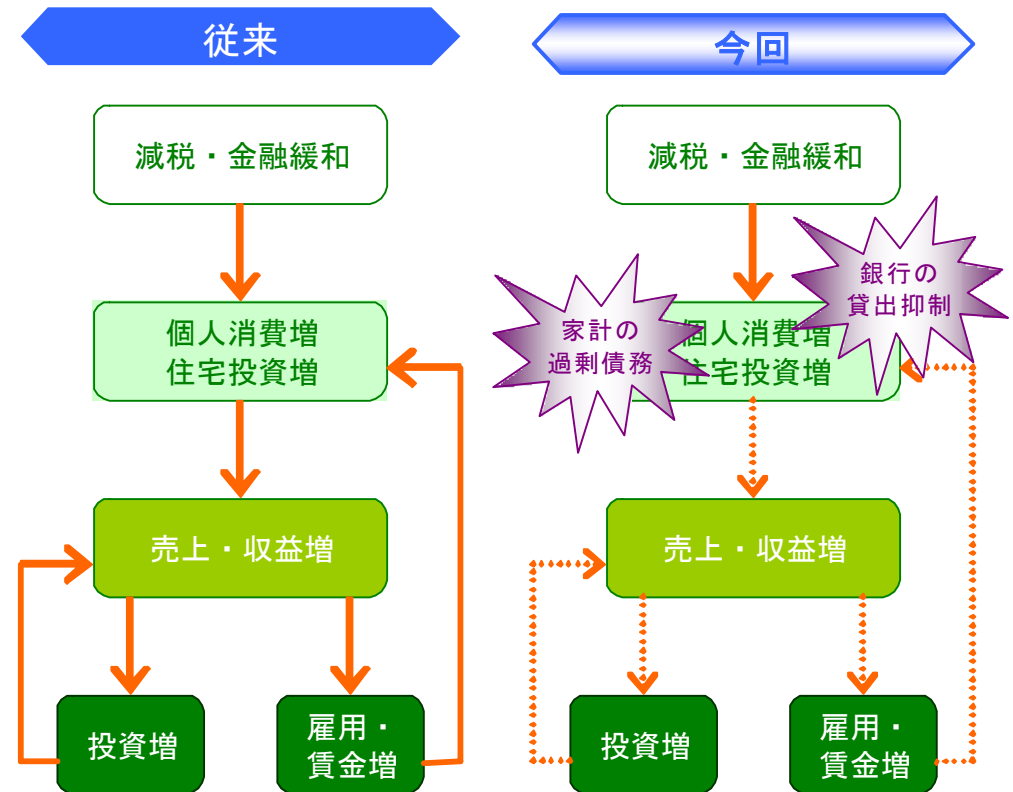 従来
減税・金融緩和
個人消費増
住宅投資増
売上・収益増
投資増
雇用・
賃金増
今回
減税・金融緩和
銀行の
貸出抑制
家計の
過剰債務
個人消費増
住宅投資増
売上・収益増
投資増
雇用・
賃金増